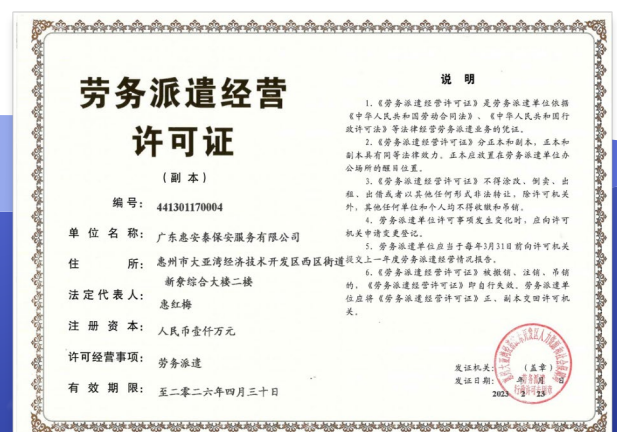 劳务派遣经营
许可证
(副本)
编号: 441301170004
单位名称: 广东惠安泰保安服务有限公司
住所: 惠州市大亚湾经济技术开发区西区街道
新寮综合大楼二楼
法定代表人: 惠红梅
注册资本: 人民币壹仟万元
许可经营事项: 劳务派遣
有效期限: 至二零二六年四月三十日
说明
1.《劳务派遣经营许可证》是劳务派遣单位依据
《中华人民共和国劳动合同法》、《中华人民共和国行
政许可法》等法律经营劳务派遣业务的凭证。
2.《劳务派遣经营许可证》分正本和副本,正本和
副本具有同等法律效力。正本应放置在劳务派遣单位办
公场所的醒目位置。
3.《劳务派遣经营许可证》不得涂改、倒卖、出
租、出借或者以其他任何形式非法转让,除许可机关
外,其他任何单位和个人均不得收缴和吊销。
4.劳务派遣单位许可事项发生变化时,应向许可
机关申请变更登记。
5.劳务派遣单位应当于每年3月31日前向许可机关
提交上一年度劳务派遣经营情况报告。
6.《劳务派遣经营许可证》被撤销、注销、吊销
的,《劳务派遣经营许可证》即自行失效。劳务派遣单
位应将《劳务派遣经营许可证》正、副本交回许可机
关。
发证机关: (盖章)
发证日期: 年 月 日
2023 2 23